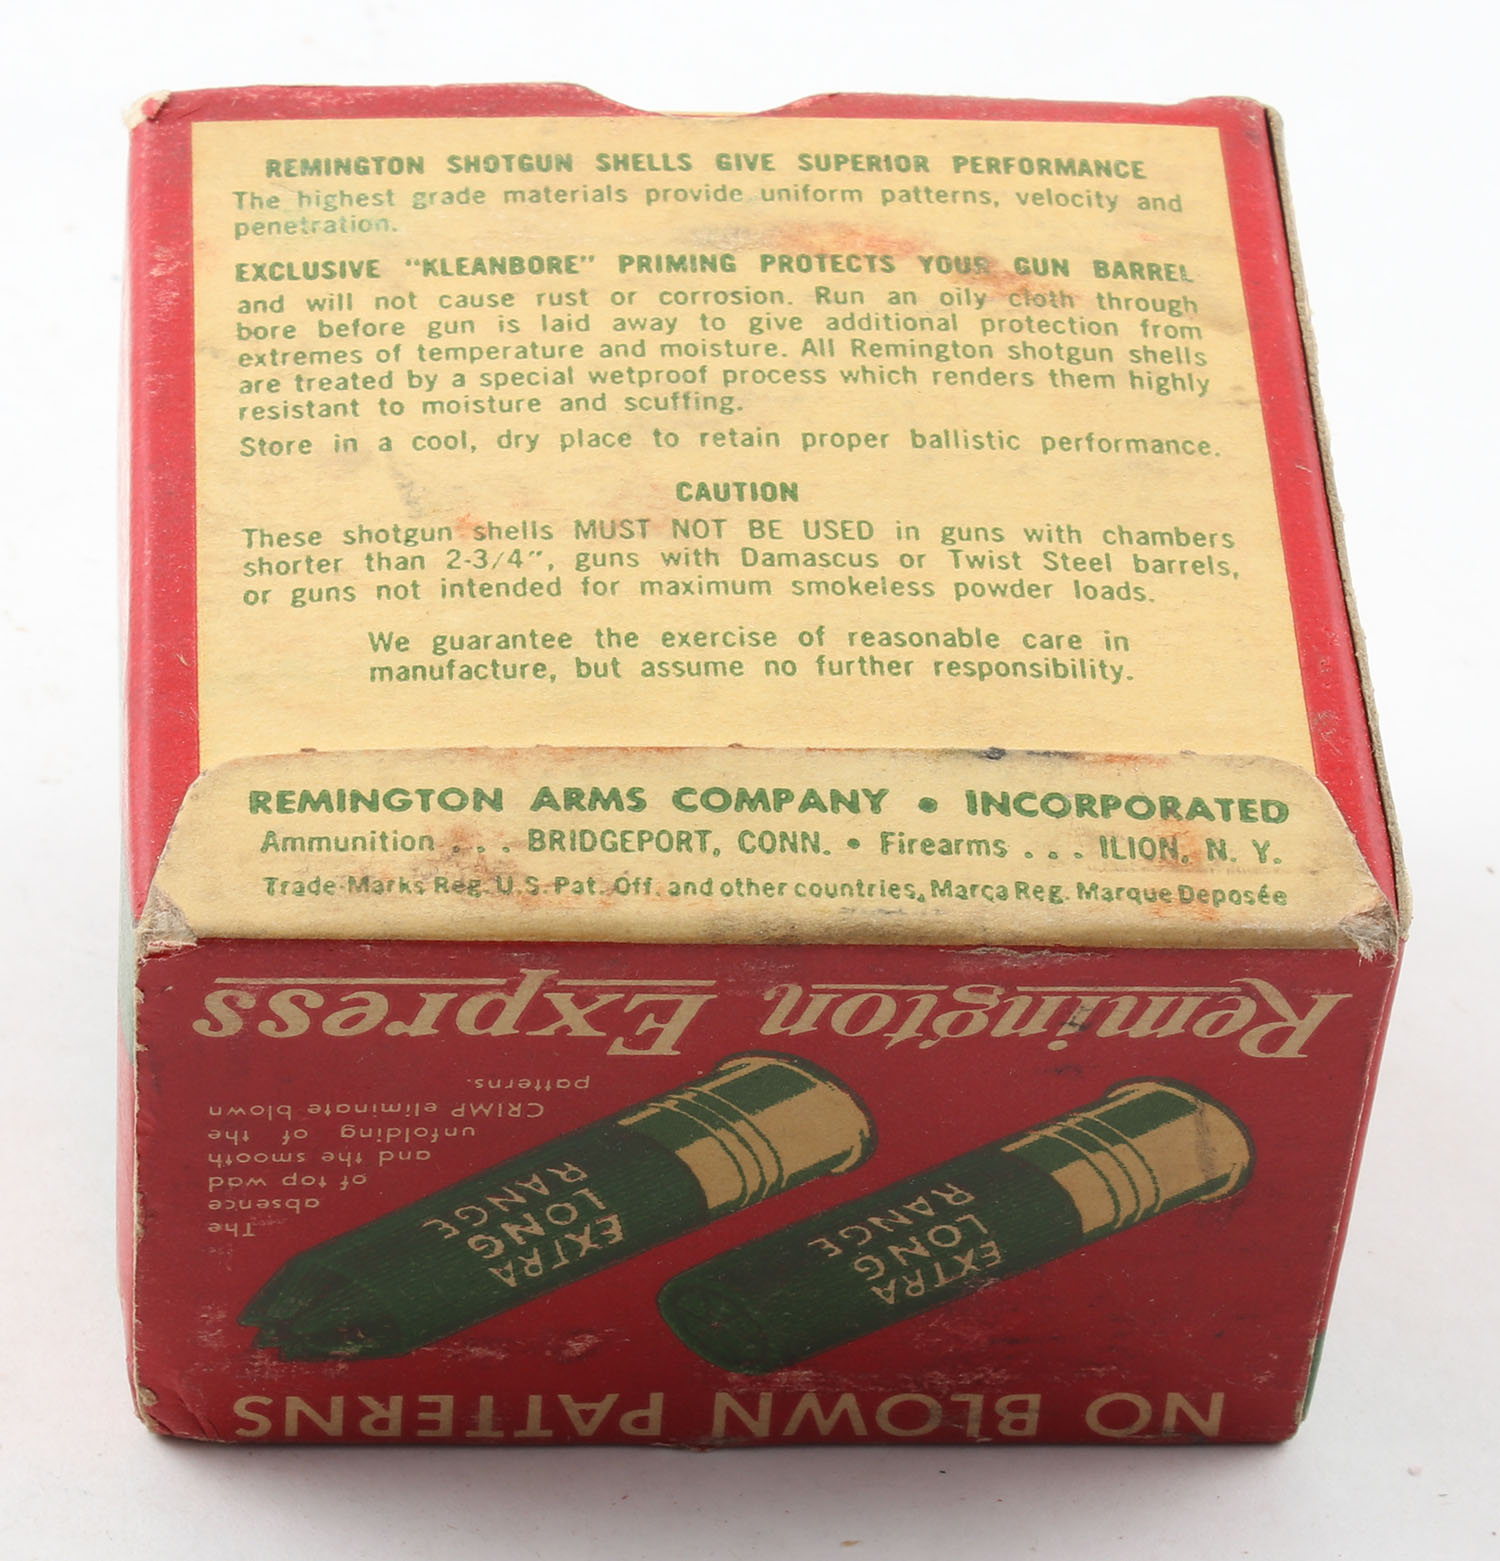 REMINGTON SHOTGUN SHELLS GIVE SUPERIOR PERFORMANCE
The highest grade materials provide uniform patterns, velocity and
penetration.
EXCLUSIVE "KLEANBORE" PRIMING PROTECTS YOUR GUN BARREL
and will not cause rust or corrosion. Run an oily cloth through
bore before gun is laid away to give additional protection from
extremes of temperature and moisture. All Remington shotgun shells
are treated by a special wetproof process which renders them highly
resistant to moisture and scuffing.
Store in a cool, dry place to retain proper ballistic performance.
CAUTION
These shotgun shells MUST NOT BE USED in guns with chambers
shorter than 2-3/4", guns with Damascus or Twist Steel barrels,
or guns not intended for maximum smokeless powder loads.
We guarantee the exercise of reasonable care in
manufacture, but assume no further responsibility.
REMINGTON ARMS COMPANY • INCORPORATED
Ammunition . . . BRIDGEPORT, CONN. • Firearms . . . ILION, N. Y.
Trade-Marks Reg. U.S. Pat. Off. and other countries, Marca Reg. Marque Deposée
NO BLOWN PATTERNS
EXTRA
LONG
RANGE
EXTRA
LONG
RANGE
The
absence
of top wad
and the smooth
unfolding of the
CRIMP eliminate blown
patterns.
Remington Express